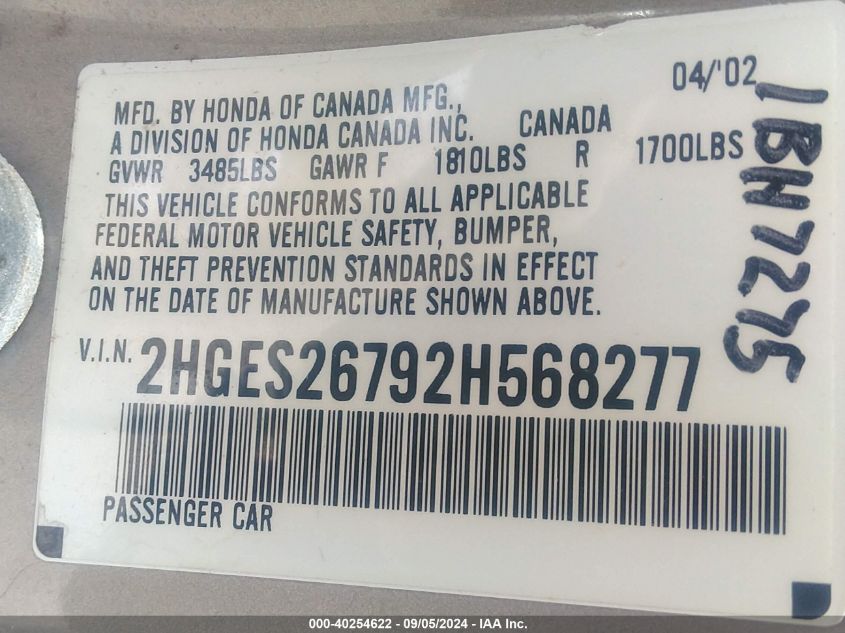 04/'02
MFD. BY HONDA OF CANADA MFG.,
A DIVISION OF HONDA CANADA INC. CANADA
GVWR 3485LBS GAWR F 1810LBS R 1700LBS
THIS VEHICLE CONFORMS TO ALL APPLICABLE
FEDERAL MOTOR VEHICLE SAFETY, BUMPER,
AND THEFT PREVENTION STANDARDS IN EFFECT
ON THE DATE OF MANUFACTURE SHOWN ABOVE.
V.I.N. 2HGES26792H568277
PASSENGER CAR
1BH7275
000-40254622 - 09/05/2024 - IAA Inc.